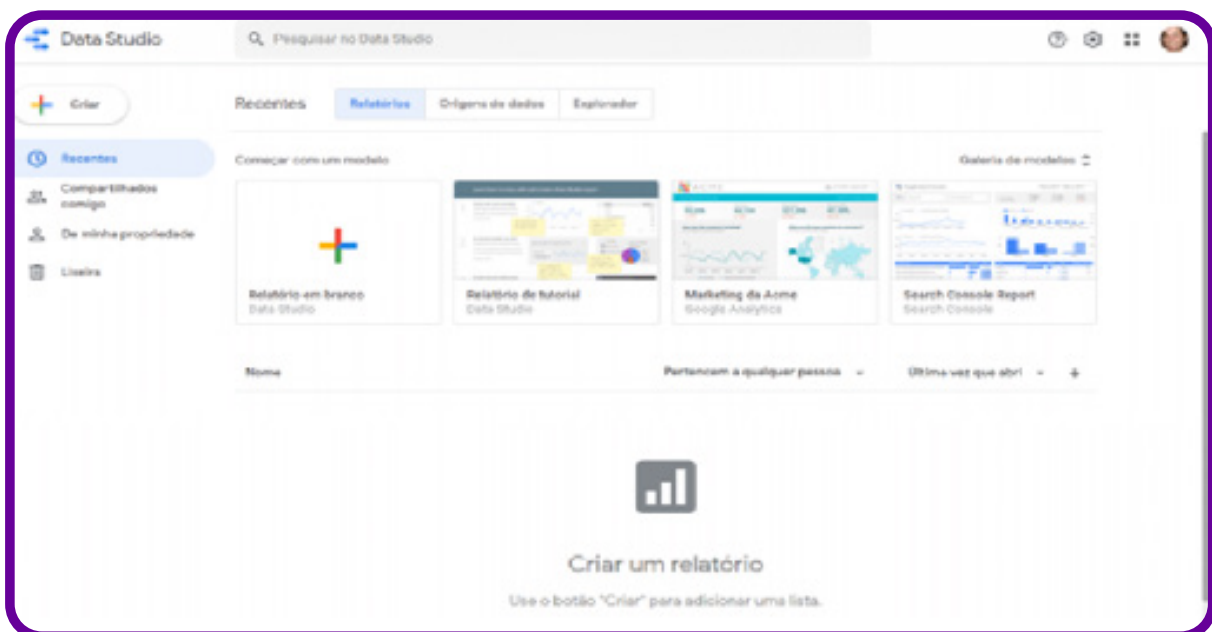 Data Studio
Pesquisar no Data Studio
Criar
Recentes
Relatórios
Origens de dados
Explorador
Recentes
Compartilhados
comigo
De minha propriedade
Lixeira
Começar com um modelo
Galeria de modelos
Relatório em branco
Data Studio
Relatório de tutorial
Data Studio
Marketing da Acme
Google Analytics
Search Console Report
Search Console
Nome
Pertencem a qualquer pessoa
Última vez que abri
Criar um relatório
Use o botão "Criar" para adicionar uma lista.